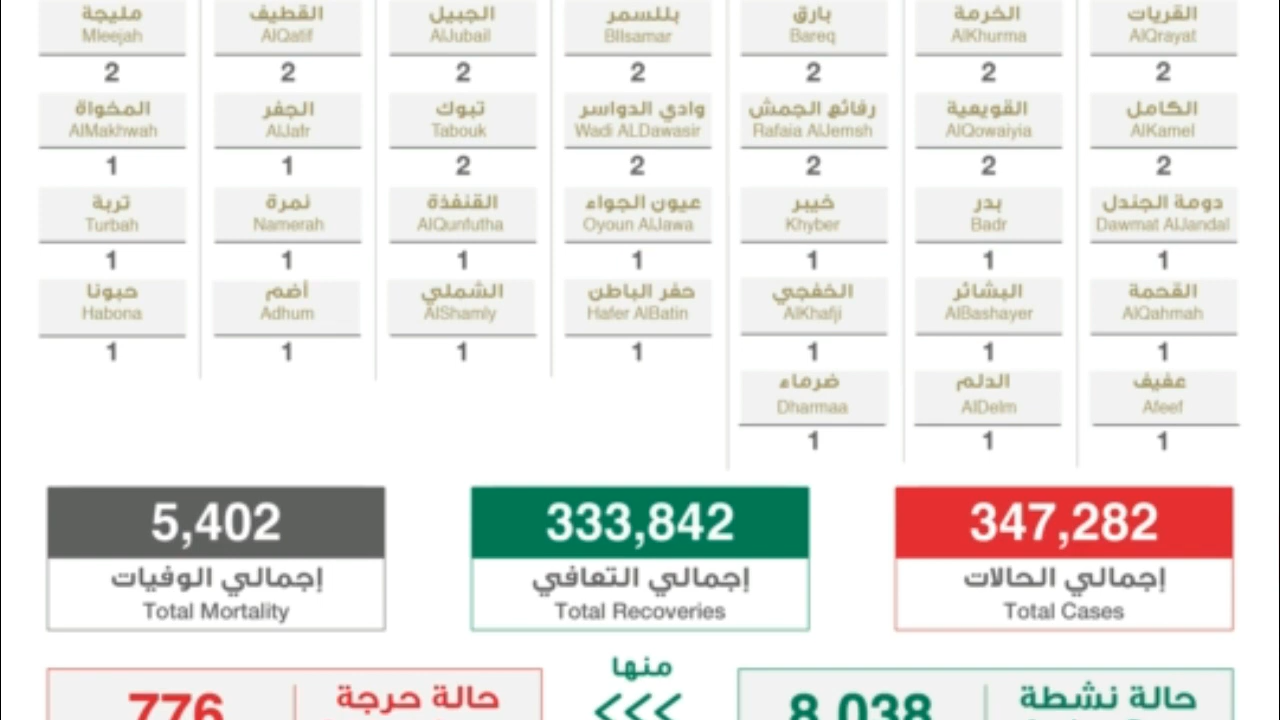 القريات الخرمة بارق بللسمر الجبيل القطيف مليجة
AlQrayat AlKhurma Bareq Bllsamar AlJubail AlQatif Mleejah
2 2 2 2 2 2 2
الكامل القويعية رفائع الجمش وادي الدواسر تبوك الجفر المخواة
AlKamel AlQowaiyia Rafaia AlJemsh Wadi ALDawasir Tabouk AlJafr AlMakhwah
2 2 2 2 2 1 1
دومة الجندل بدر خيبر عيون الجواء القنفذة نمرة تربة
Dawmat AlJandal Badr Khyber Oyoun AlJawa AlQunfutha Namerah Turbah
1 1 1 1 1 1 1
القحمة البشائر الخفجي حفر الباطن الشملي أضم حبونا
AlQahmah AlBashayer AlKhafji Hafer AlBatin AlShamly Adhum Habona
1 1 1 1 1 1 1
عفيف الدلم ضرماء
Afeef AlDelm Dharmaa
1 1 1
347,282 333,842 5,402
إجمالي الحالات إجمالي التعافي إجمالي الوفيات
Total Cases Total Recoveries Total Mortality
منها
حالة نشطة 8,038 >>> حالة حرجة 776